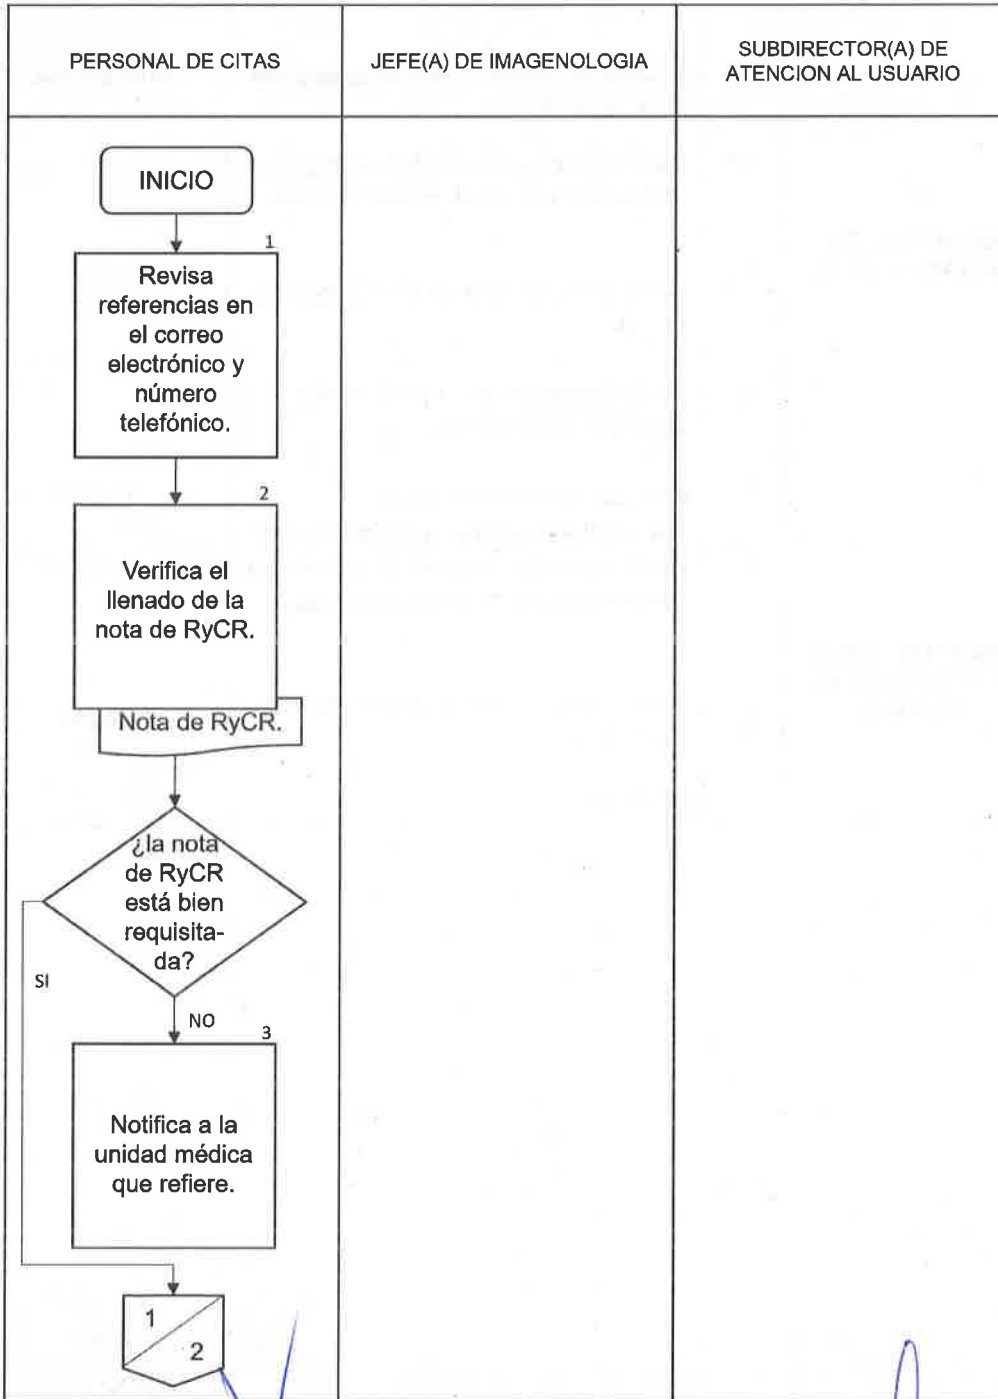 PERSONAL DE CITAS
JEFE(A) DE IMAGENOLOGIA
SUBDIRECTOR(A) DE
ATENCION AL USUARIO
INICIO
1
Revisa
referencias en
el correo
electrónico y
número
telefónico.
2
Verifica el
llenado de la
nota de RyCR.
Nota de RyCR.
¿la nota
de RyCR
está bien
requisita-
da?
SI
NO
3
Notifica a la
unidad médica
que refiere.
1
2